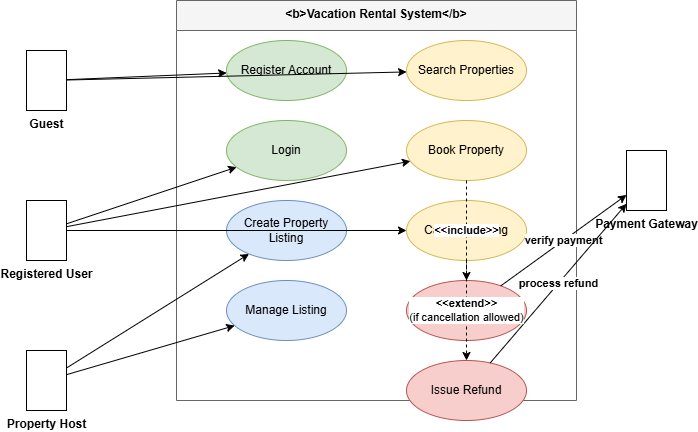 <b>Vacation Rental System</b>
Register Account
Search Properties
Guest
Login
Book Property
Create Property
Listing
C
<<include>>
ng
Registered User
Payment Gateway
verify payment
process refund
Manage Listing
<<extend>>
(if cancellation allowed)
Issue Refund
Property Host